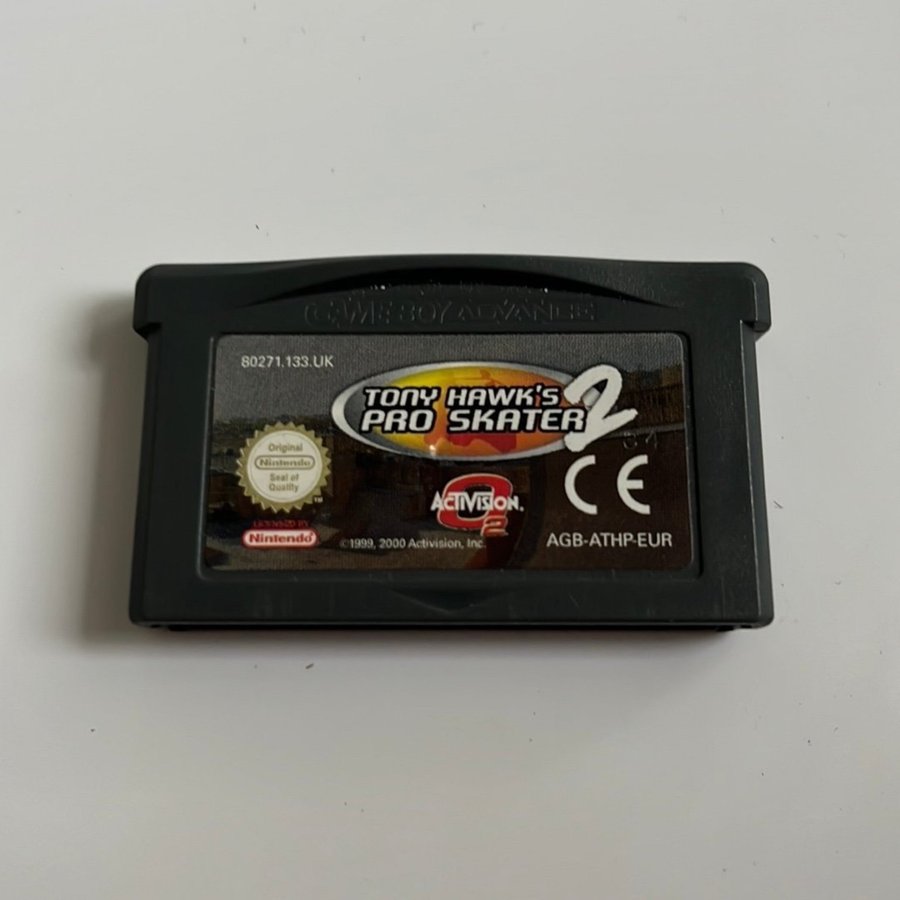 GAME BOY ADVANCE
80271.133.UK
TONY HAWK'S
PRO SKATER 2
Original
Nintendo
Seal of
Quality
TM
LICENSED BY
Nintendo
ACTIVISION.
O2
©1999, 2000 Activision, Inc.
CE
AGB-ATHP-EUR